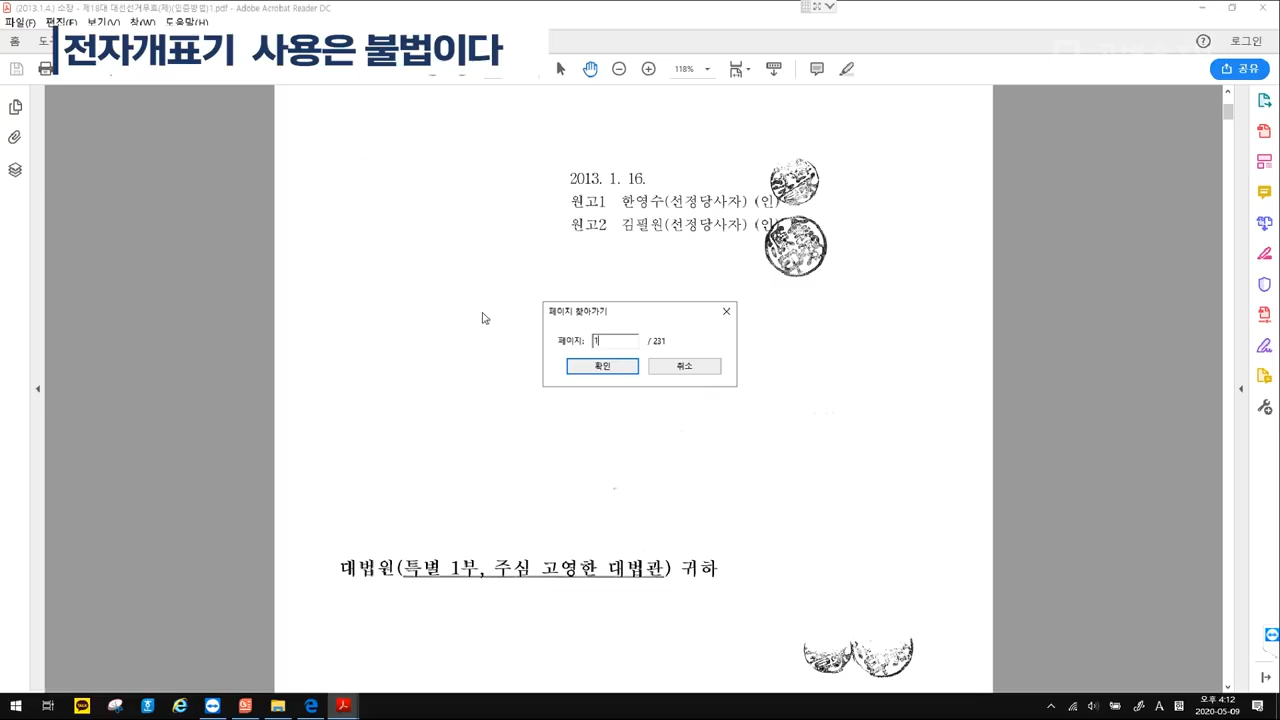 (2013.1.4.) 소장 - 제18대 대선선거무효(제)(입증방법)1.pdf - Adobe Acrobat Reader DC
파일(F) 편집(E) 보기(V) 창(W) 도움말(H)
전자개표기 사용은 불법이다
홈
로그인
118%
공유
2013. 1. 16.
원고1 한영수(선정당사자) (인)
원고2 김필원(선정당사자) (인)
페이지 찾아가기
페이지: 1 / 231
확인 취소
대법원(특별 1부, 주심 고영한 대법관) 귀하
TALK
A 한
오후 4:12
2020-05-09